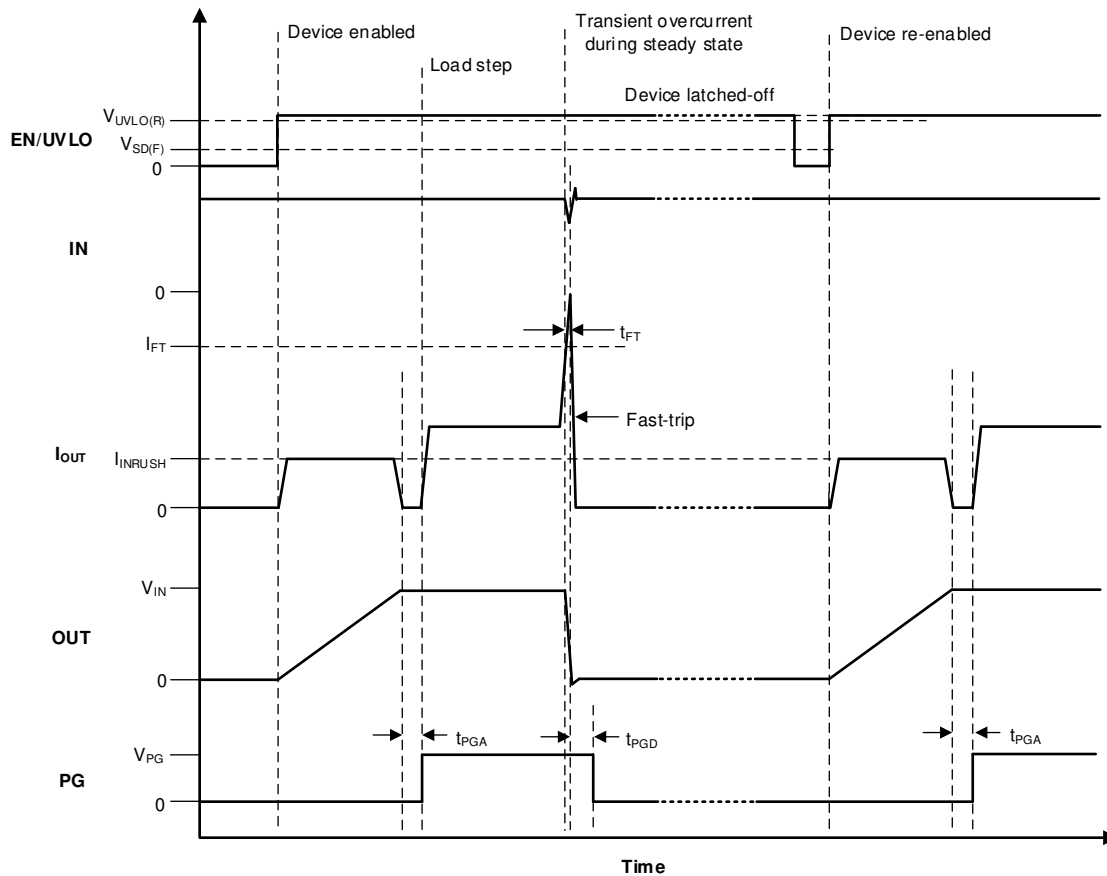 Device enabled
Transient overcurrent
during steady state
Device re-enabled
Load step
Device latched-off
EN/UVLO
V_UVLO(R)
V_SD(F)
0
IN
0
t_FT
I_FT
Fast-trip
I_OUT
I_INRUSH
0
V_IN
OUT
0
t_PGA
t_PGD
t_PGA
V_PG
PG
0
Time